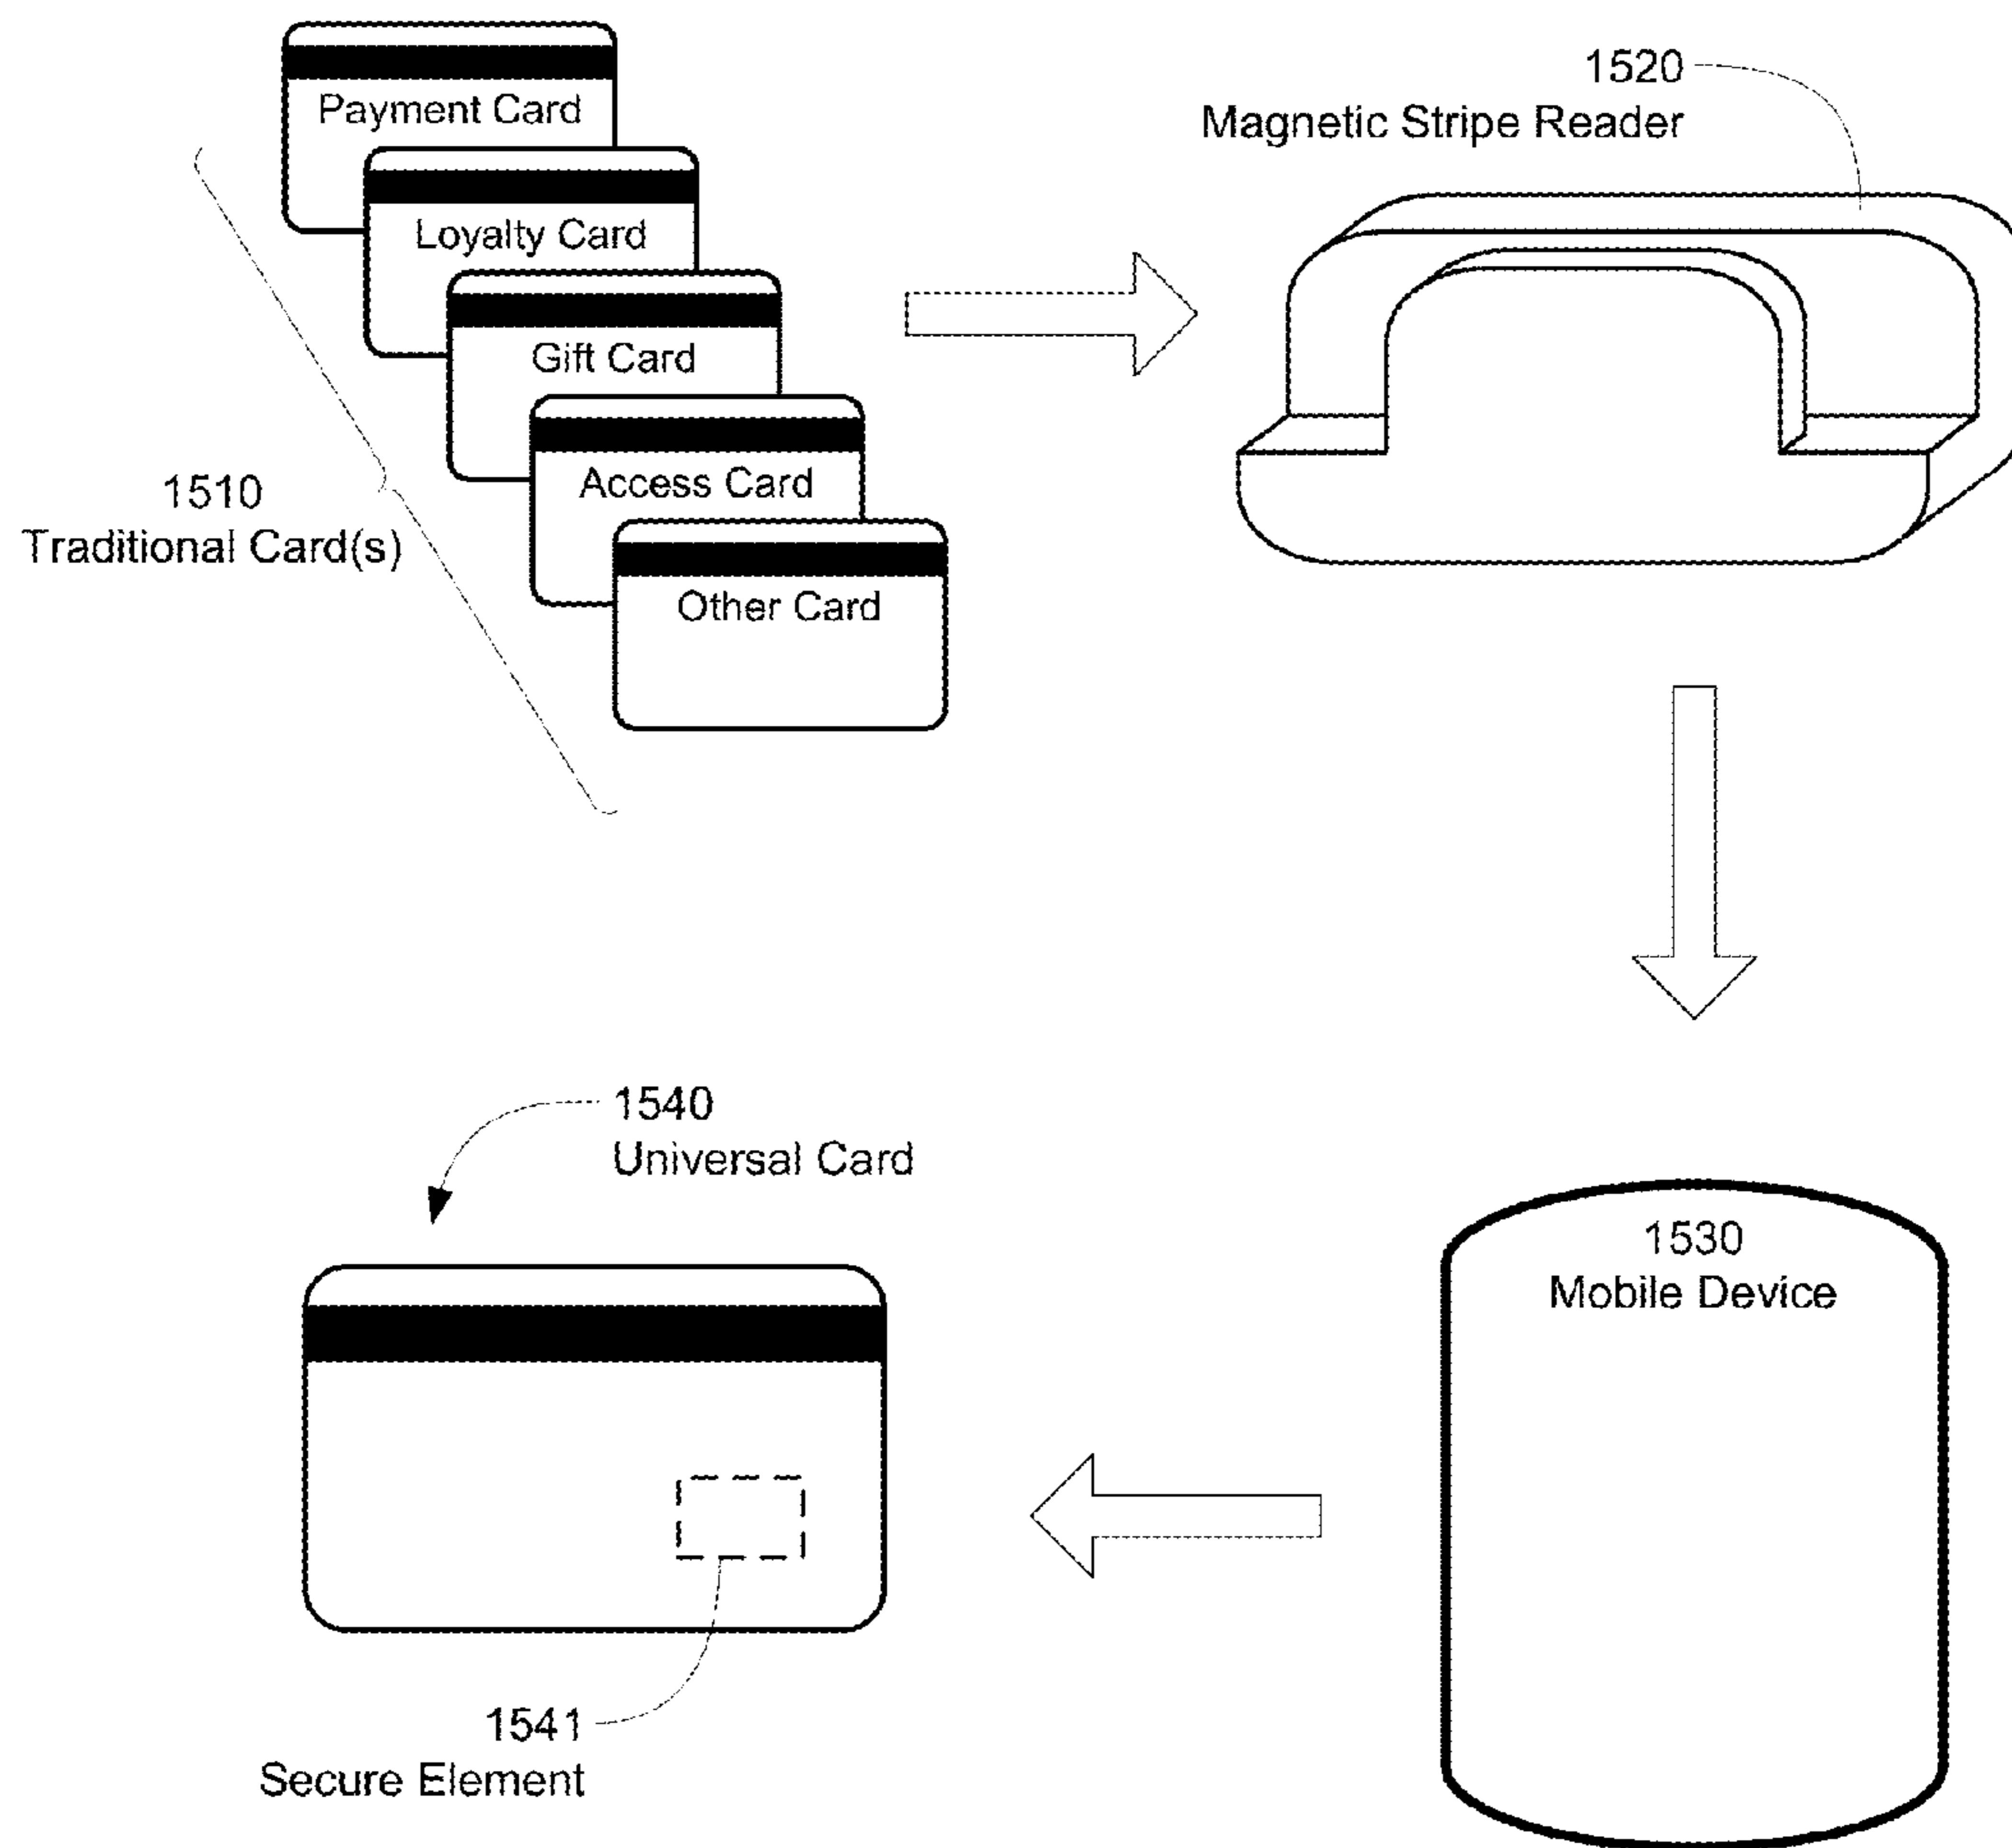 Payment Card
Loyalty Card
Gift Card
Access Card
Other Card
1510
Traditional Card(s)
1520
Magnetic Stripe Reader
1540
Universal Card
1530
Mobile Device
1541
Secure Element